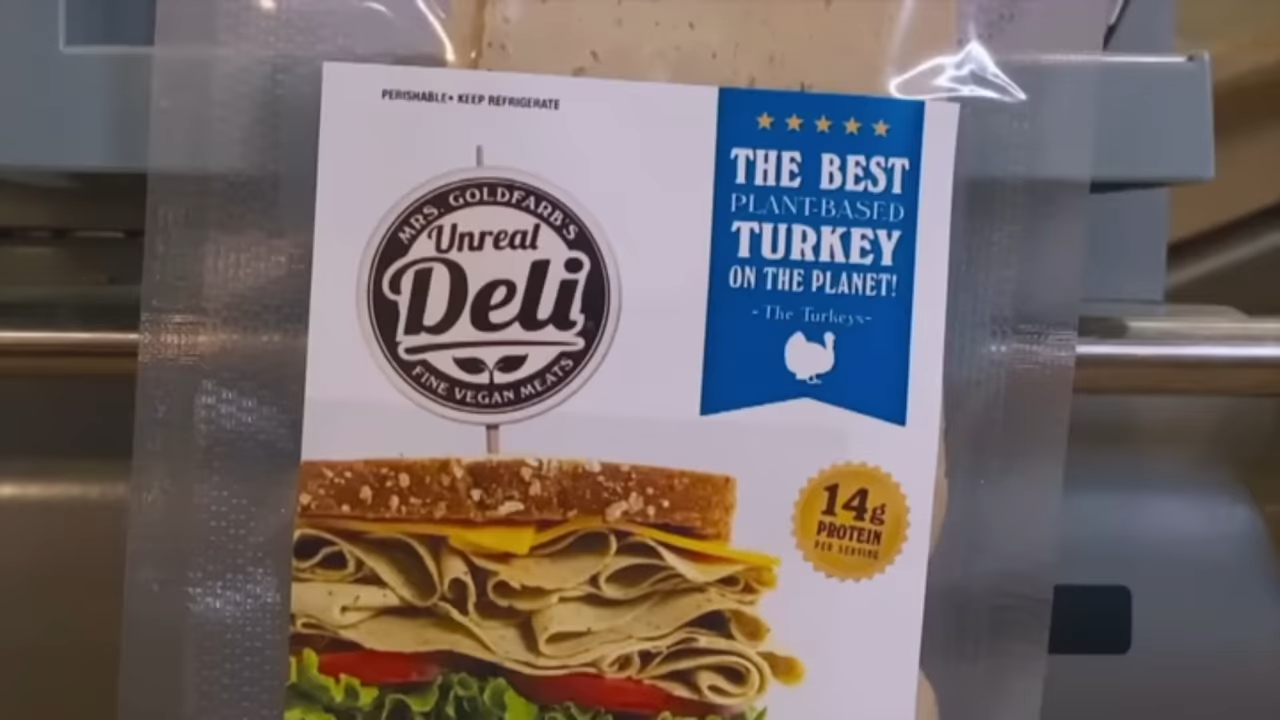 PERISHABLE• KEEP REFRIGERATE
MRS. GOLDFARB'S
Unreal
Deli
FINE VEGAN MEATS
THE BEST
PLANT-BASED
TURKEY
ON THE PLANET!
- The Turkeys-
14g
PROTEIN
PER SERVING